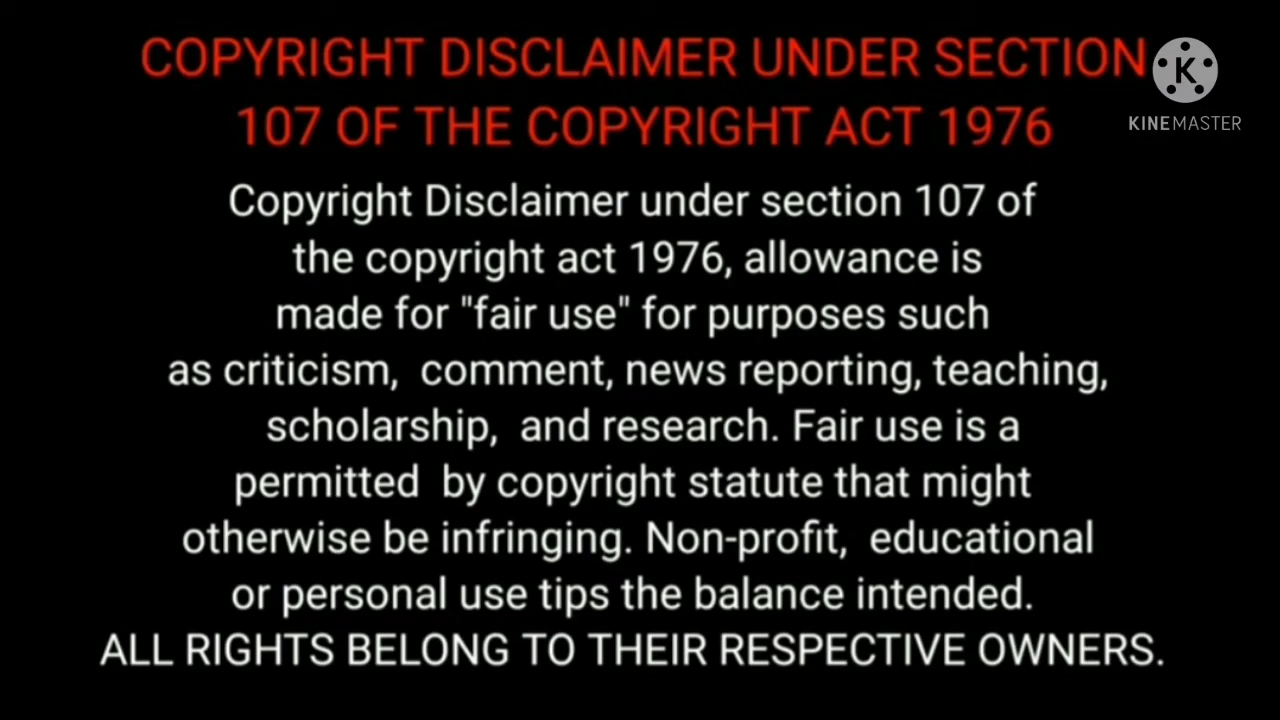 COPYRIGHT DISCLAIMER UNDER SECTION
107 OF THE COPYRIGHT ACT 1976
K
KINEMASTER
Copyright Disclaimer under section 107 of
the copyright act 1976, allowance is
made for "fair use" for purposes such
as criticism,  comment, news reporting, teaching,
scholarship,  and research. Fair use is a
permitted  by copyright statute that might
otherwise be infringing. Non-profit,  educational
or personal use tips the balance intended.
ALL RIGHTS BELONG TO THEIR RESPECTIVE OWNERS.